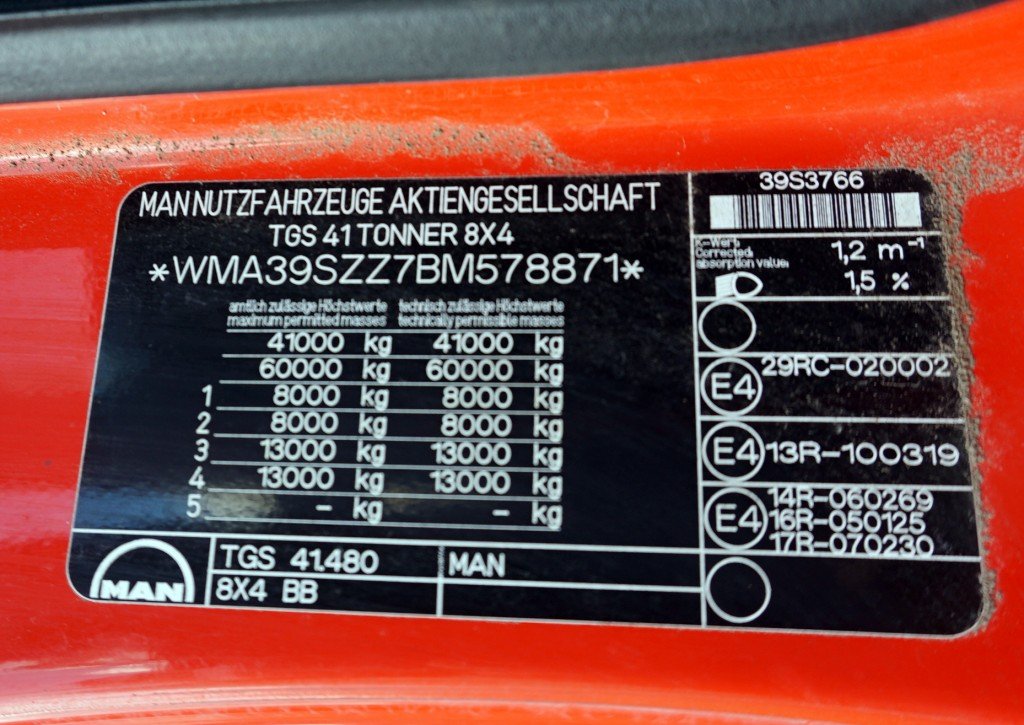 MAN NUTZFAHRZEUGE AKTIENGESELLSCHAFT
TGS 41 TONNER 8X4
*WMA39SZZ7BM578871*
amtlich zulässige Höchstwerte technisch zulässige Höchstwerte
maximum permitted masses technically permissible masses
41000 kg 41000 kg
60000 kg 60000 kg
1 8000 kg 8000 kg
2 8000 kg 8000 kg
3 13000 kg 13000 kg
4 13000 kg 13000 kg
5 - kg - kg
MAN
TGS 41.480
8X4 BB
MAN
39S3766
K-Wert:
Corrected
absorption value:
1,2 m⁻¹
1,5 %
E4 29RC-020002
E4 13R-100319
E4
14R-060269
16R-050125
17R-070230